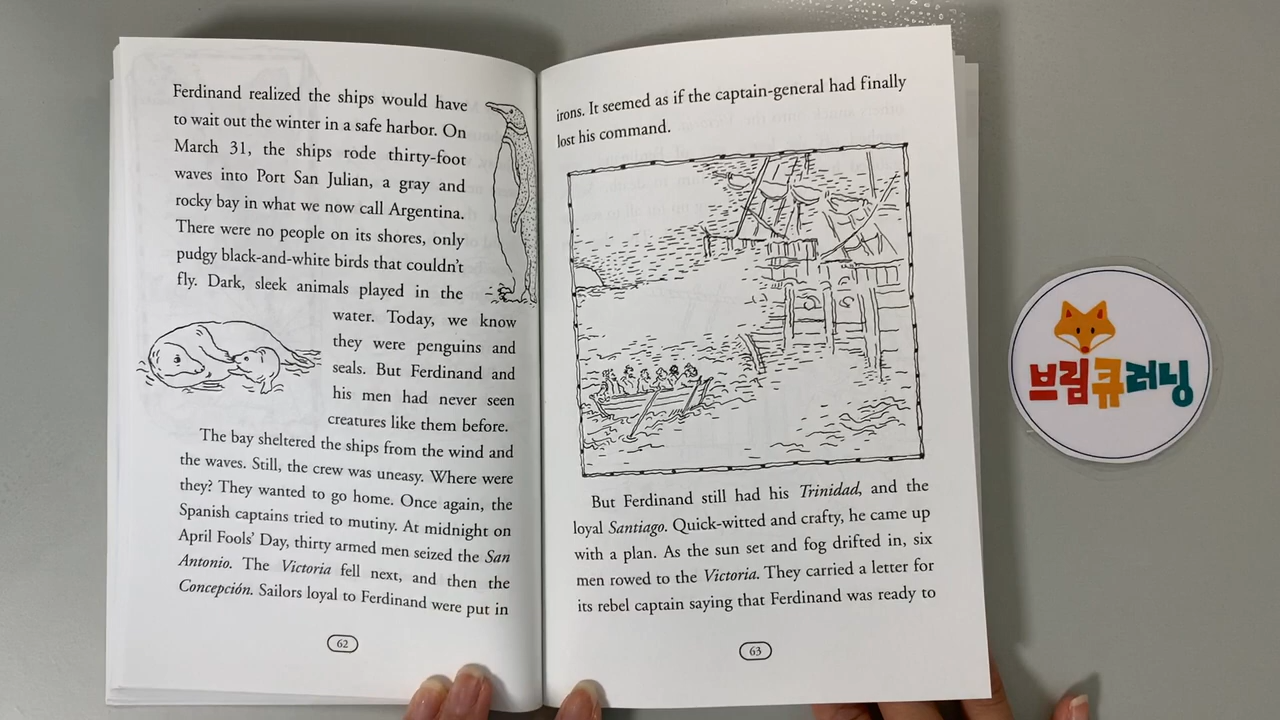 Ferdinand realized the ships would have
to wait out the winter in a safe harbor. On
March 31, the ships rode thirty-foot
waves into Port San Julian, a gray and
rocky bay in what we now call Argentina.
There were no people on its shores, only
pudgy black-and-white birds that couldn't
fly. Dark, sleek animals played in the
water. Today, we know
they were penguins and
seals. But Ferdinand and
his men had never seen
creatures like them before.
The bay sheltered the ships from the wind and
the waves. Still, the crew was uneasy. Where were
they? They wanted to go home. Once again, the
Spanish captains tried to mutiny. At midnight on
April Fools' Day, thirty armed men seized the San
Antonio. The Victoria fell next, and then the
Concepción. Sailors loyal to Ferdinand were put in
62
irons. It seemed as if the captain-general had finally
lost his command.
But Ferdinand still had his Trinidad, and the
loyal Santiago. Quick-witted and crafty, he came up
with a plan. As the sun set and fog drifted in, six
men rowed to the Victoria. They carried a letter for
its rebel captain saying that Ferdinand was ready to
63
브림큐러닝